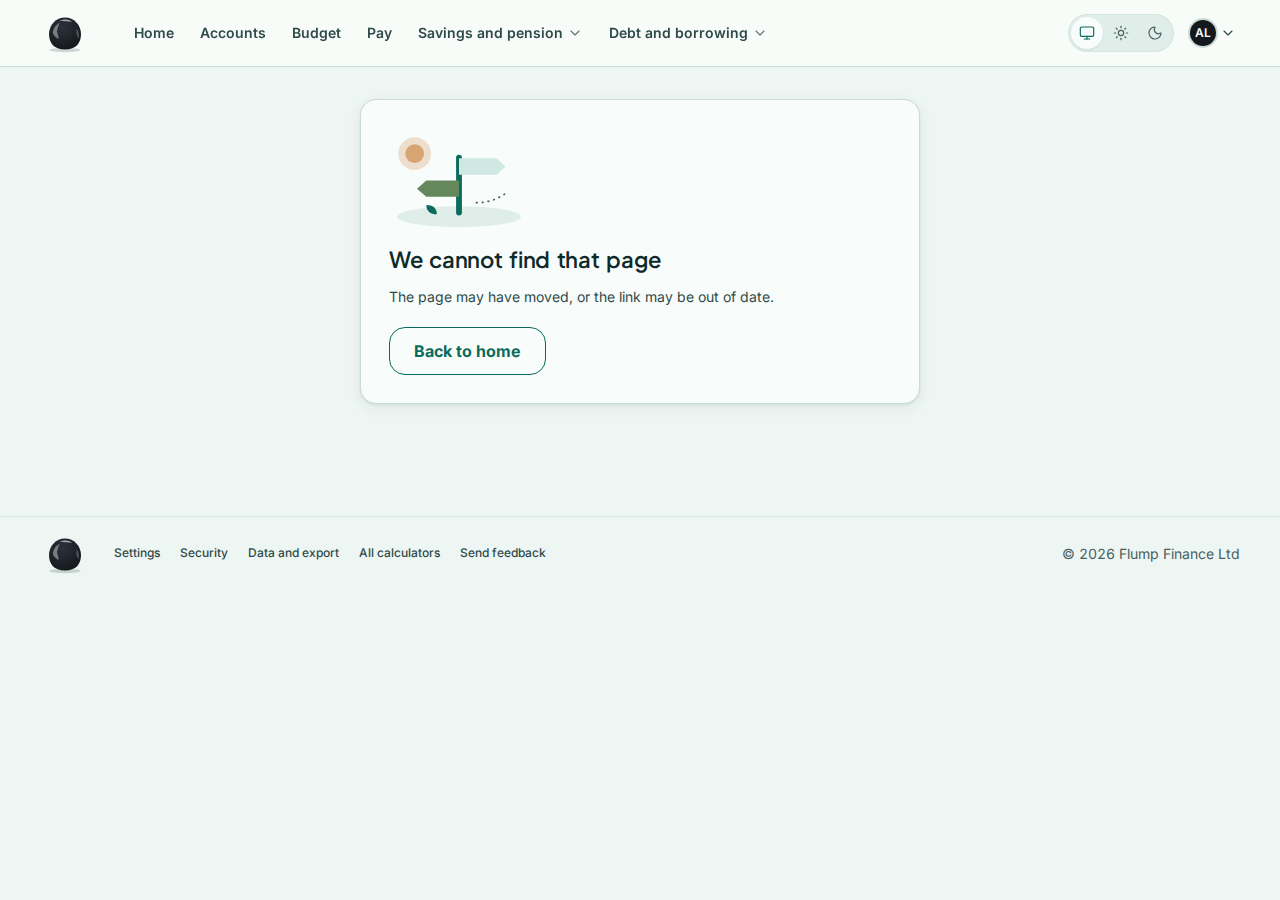 Home Accounts Budget Pay Savings and pension Debt and borrowing AL
We cannot find that page
The page may have moved, or the link may be out of date.
Back to home
Settings Security Data and export All calculators Send feedback © 2026 Flump Finance Ltd